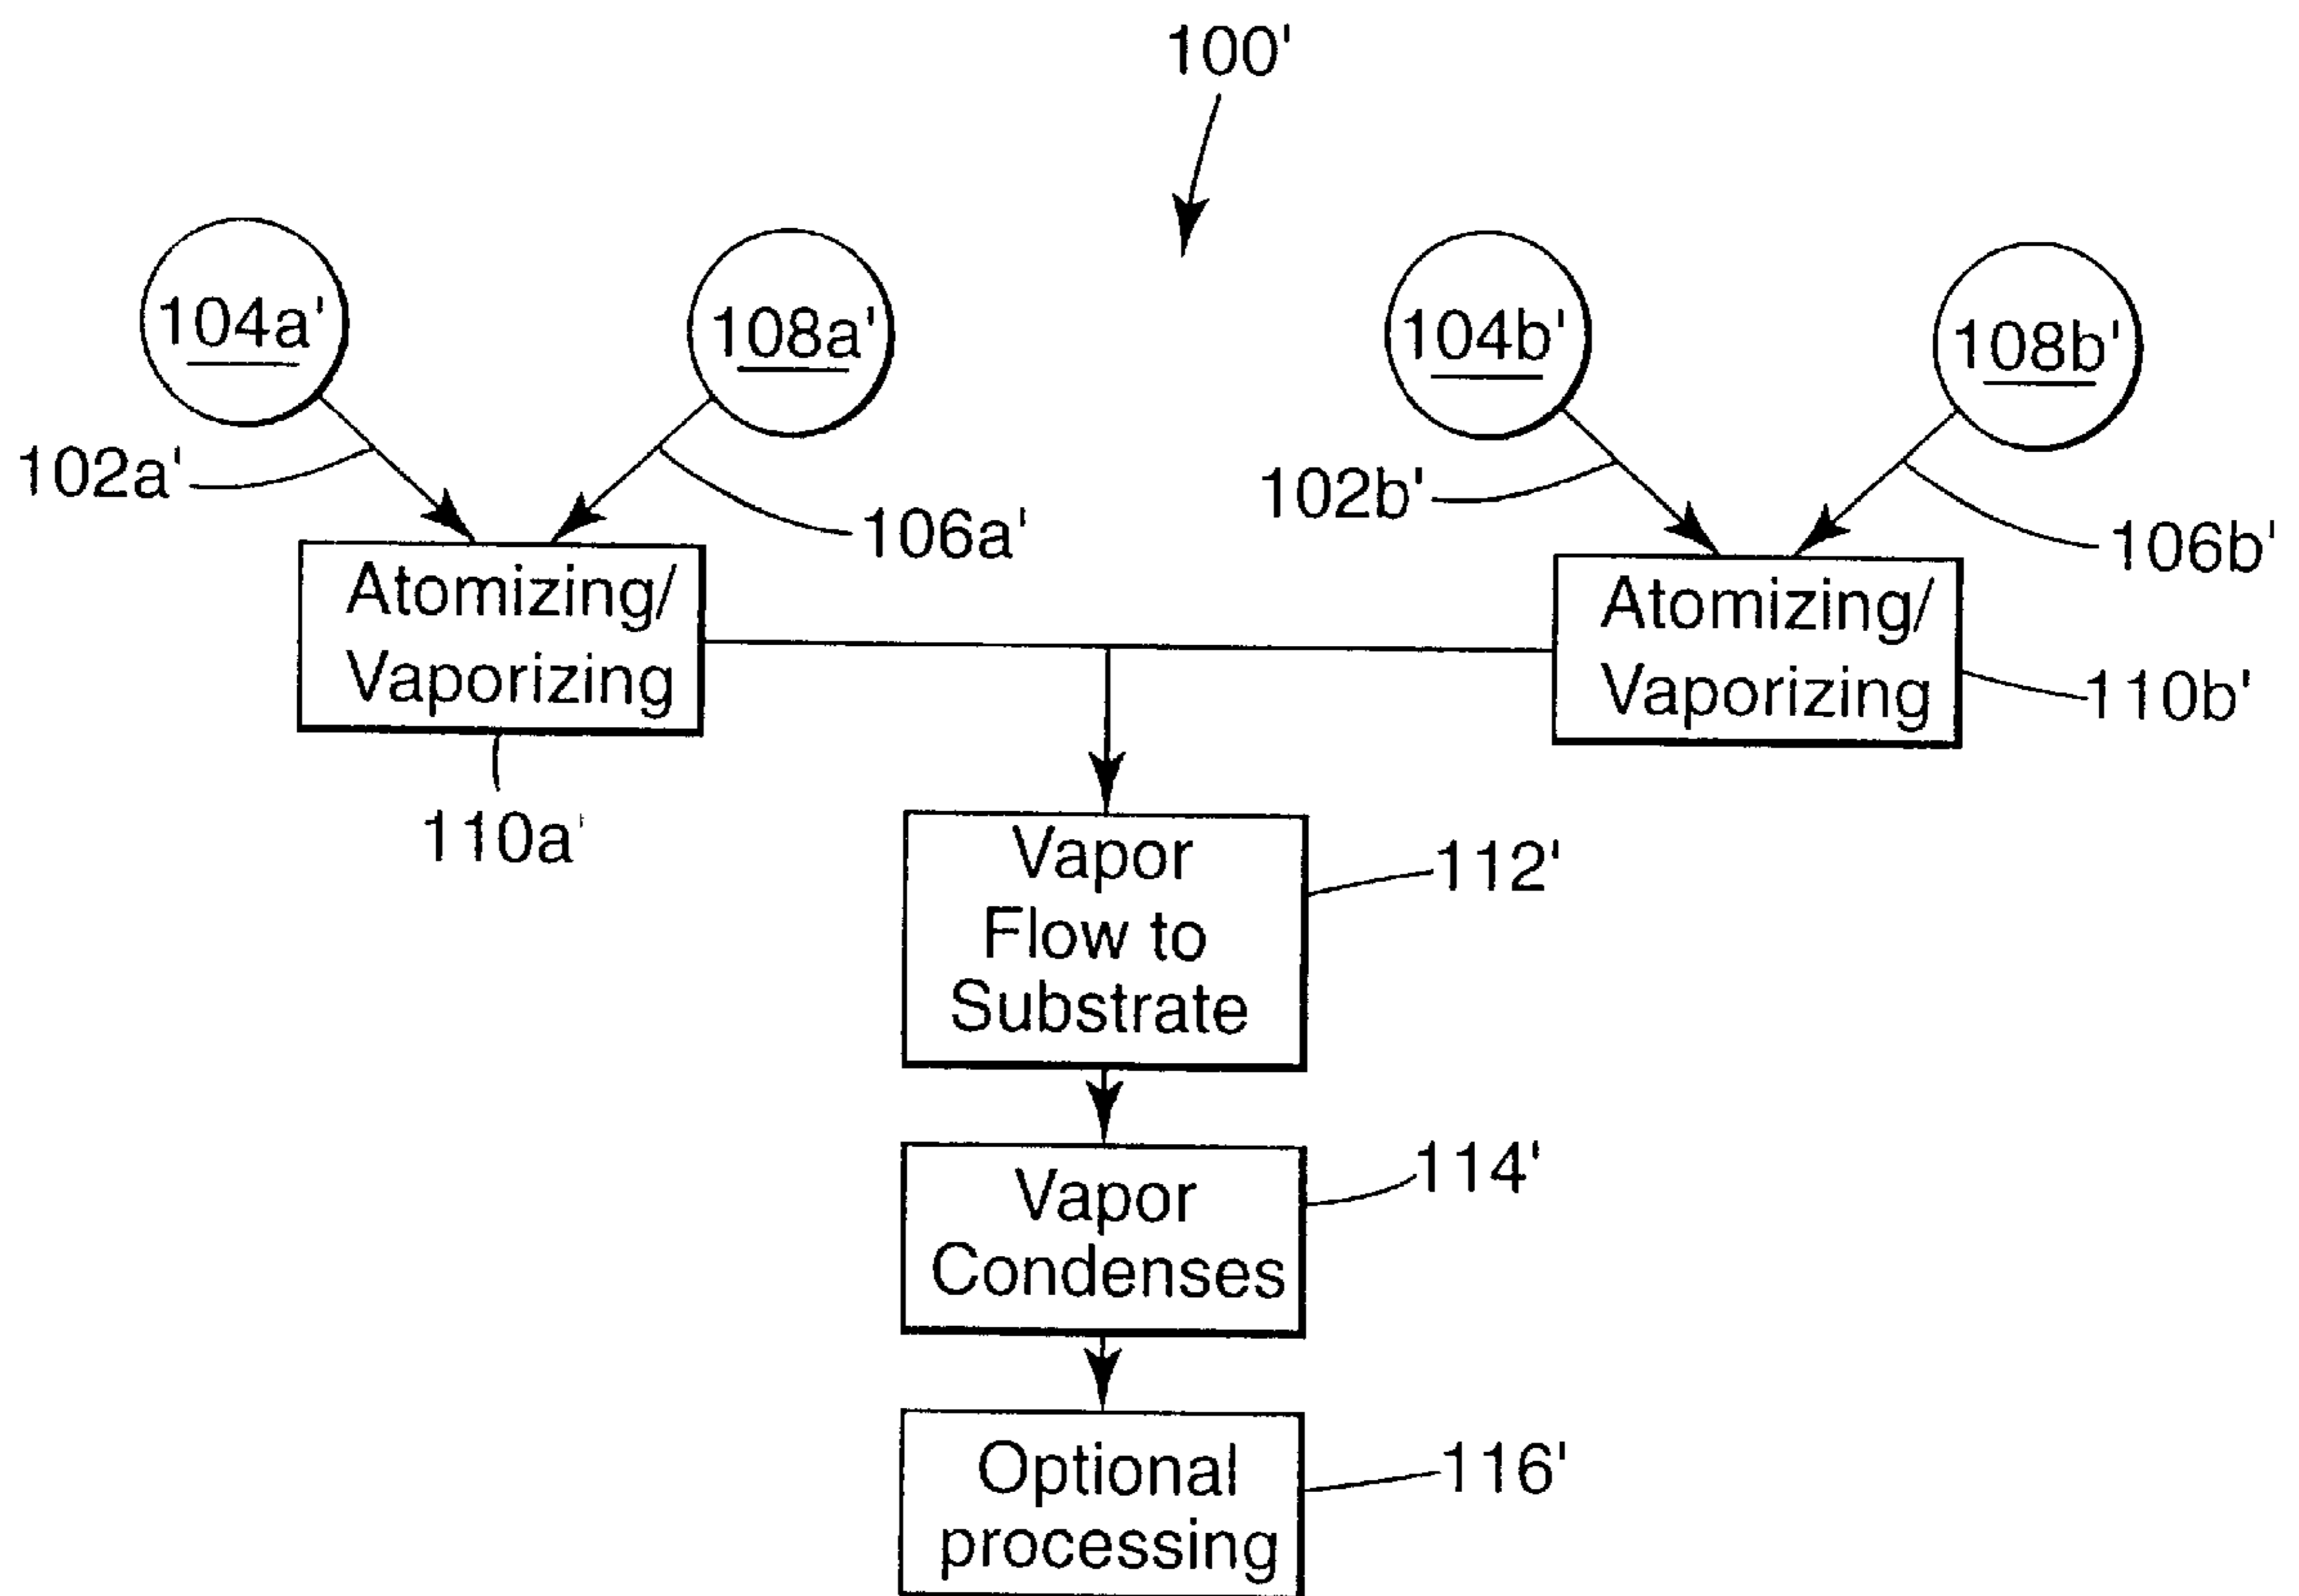 100'
104a'
108a'
104b'
108b'
102a'
106a'
102b'
106b'
Atomizing/
Vaporizing
Atomizing/
Vaporizing
110b'
110a'
Vapor
Flow to
Substrate
112'
Vapor
Condenses
114'
Optional
processing
116'